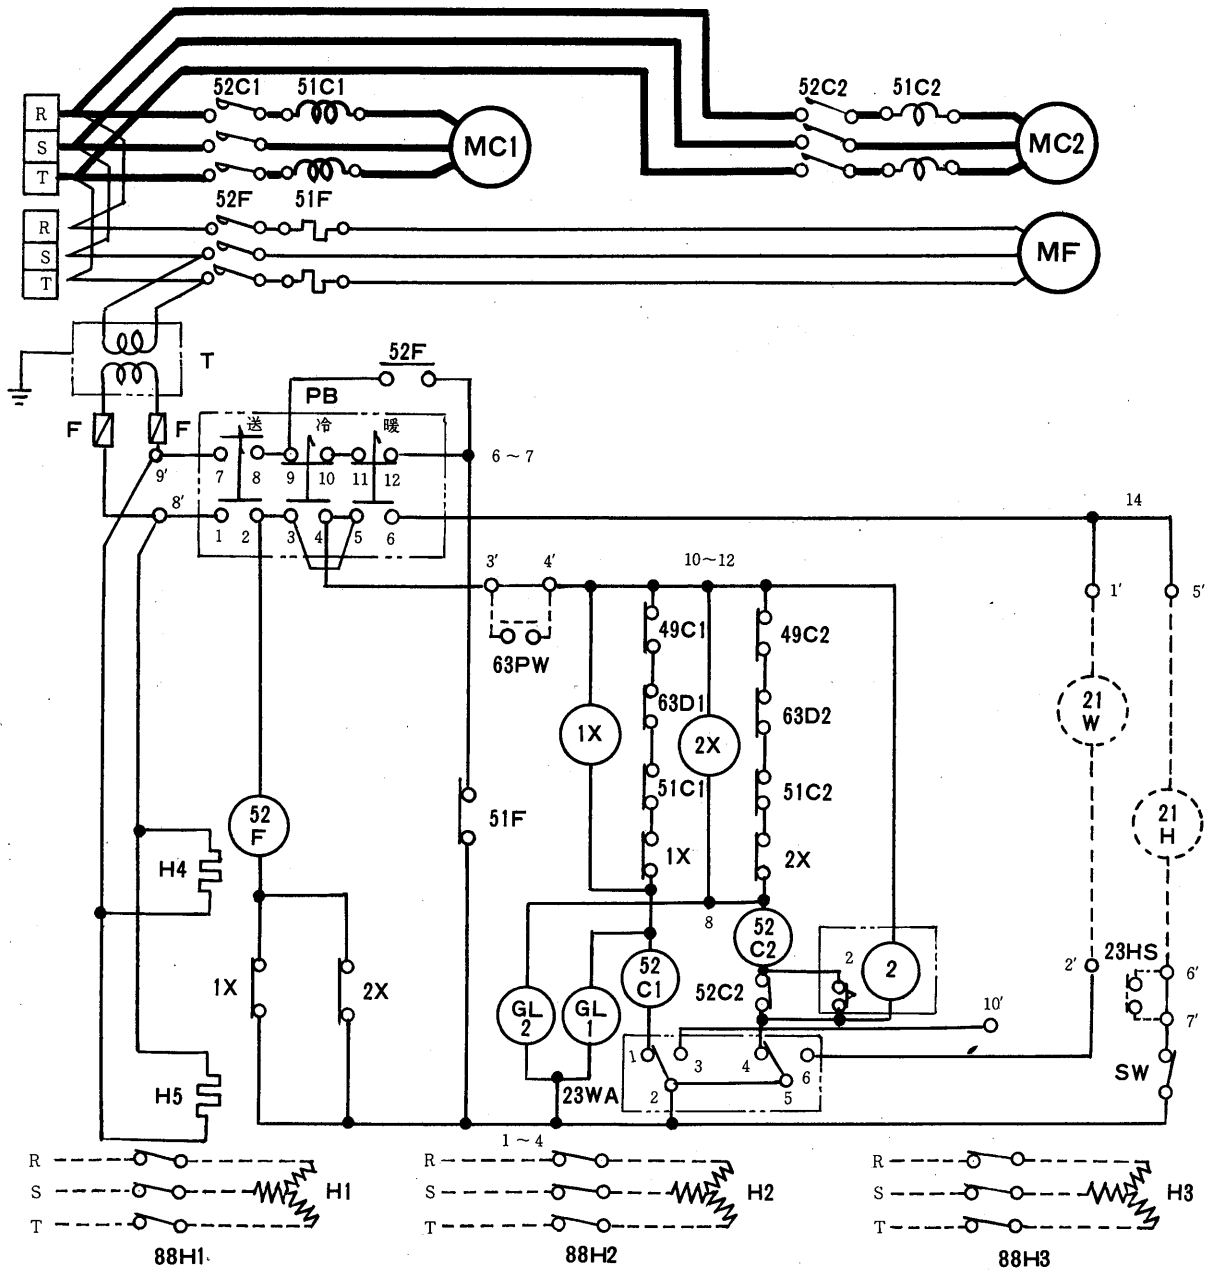 52C1 51C1 52C2 51C2
R
S MC1 MC2
T
52F 51F
R
S MF
T
T 52F
PB
F F 送 冷 暖
9' 7 8 9 10 11 12 6～7
8' 1 2 3 4 5 6 14
3' 4' 10～12 1' 5'
63PW 49C1 49C2
63D1 63D2 21 W
1X 2X
51C1 51C2
52 F 51F 21 H
H4 1X 2X
8
52 C2 2 2 2' 23HS 6'
1X 2X 52 C1 52C2
GL 2 GL 1 10' 7'
1 3 4 6
SW
H5 23WA 2 5
1～4
R R R
S H1 S H2 S H3
T T T
88H1 88H2 88H3